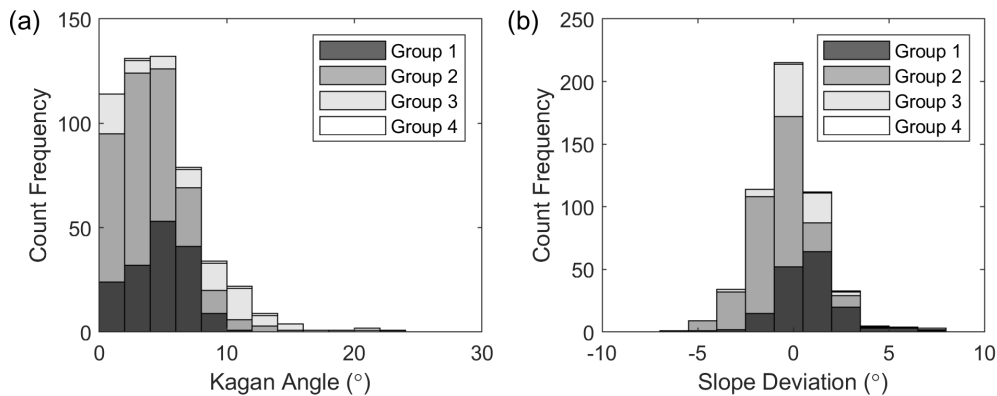 (a)
150
100
50
0
Count Frequency
0 10 20 30
Kagan Angle (°)
Group 1
Group 2
Group 3
Group 4
(b)
250
200
150
100
50
0
Count Frequency
-10 -5 0 5 10
Slope Deviation (°)
Group 1
Group 2
Group 3
Group 4